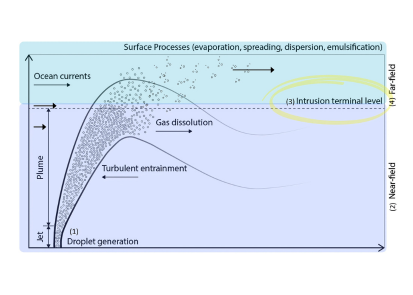 Surface Processes (evaporation, spreading, dispersion, emulsification)
Ocean currents
(4) Far-field
(3) Intrusion terminal level
Gas dissolution
Plume
Turbulent entrainment
(2) Near-field
Jet
(1)
Droplet generation